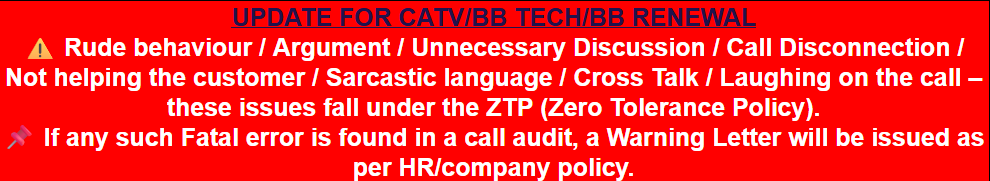 UPDATE FOR CATV/BB TECH/BB RENEWAL
⚠️ Rude behaviour / Argument / Unnecessary Discussion / Call Disconnection /
Not helping the customer / Sarcastic language / Cross Talk / Laughing on the call –
these issues fall under the ZTP (Zero Tolerance Policy).
📌 If any such Fatal error is found in a call audit, a Warning Letter will be issued as
per HR/company policy.